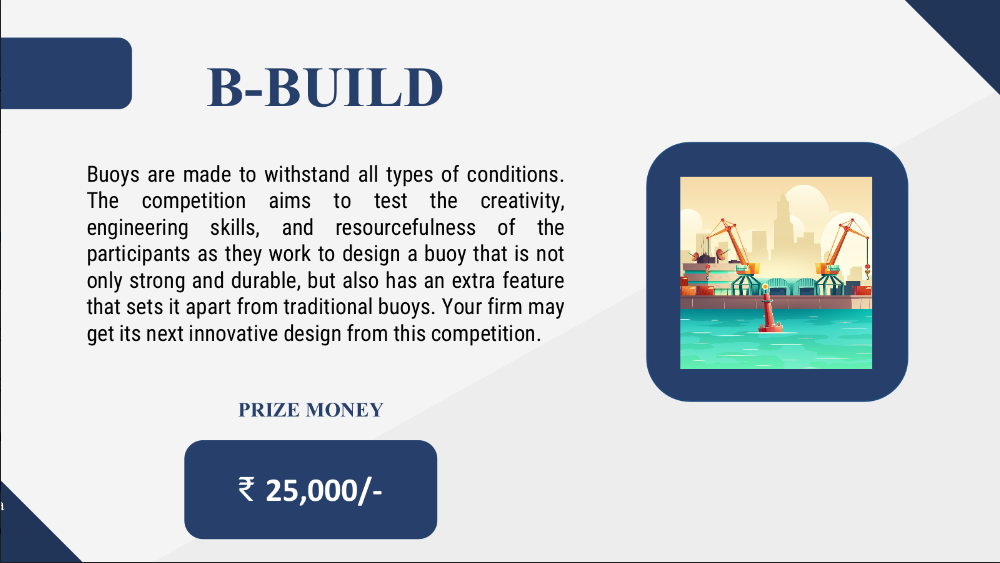 B-BUILD
Buoys are made to withstand all types of conditions.
The competition aims to test the creativity,
engineering skills, and resourcefulness of the
participants as they work to design a buoy that is not
only strong and durable, but also has an extra feature
that sets it apart from traditional buoys. Your firm may
get its next innovative design from this competition.
PRIZE MONEY
₹ 25,000/-
a